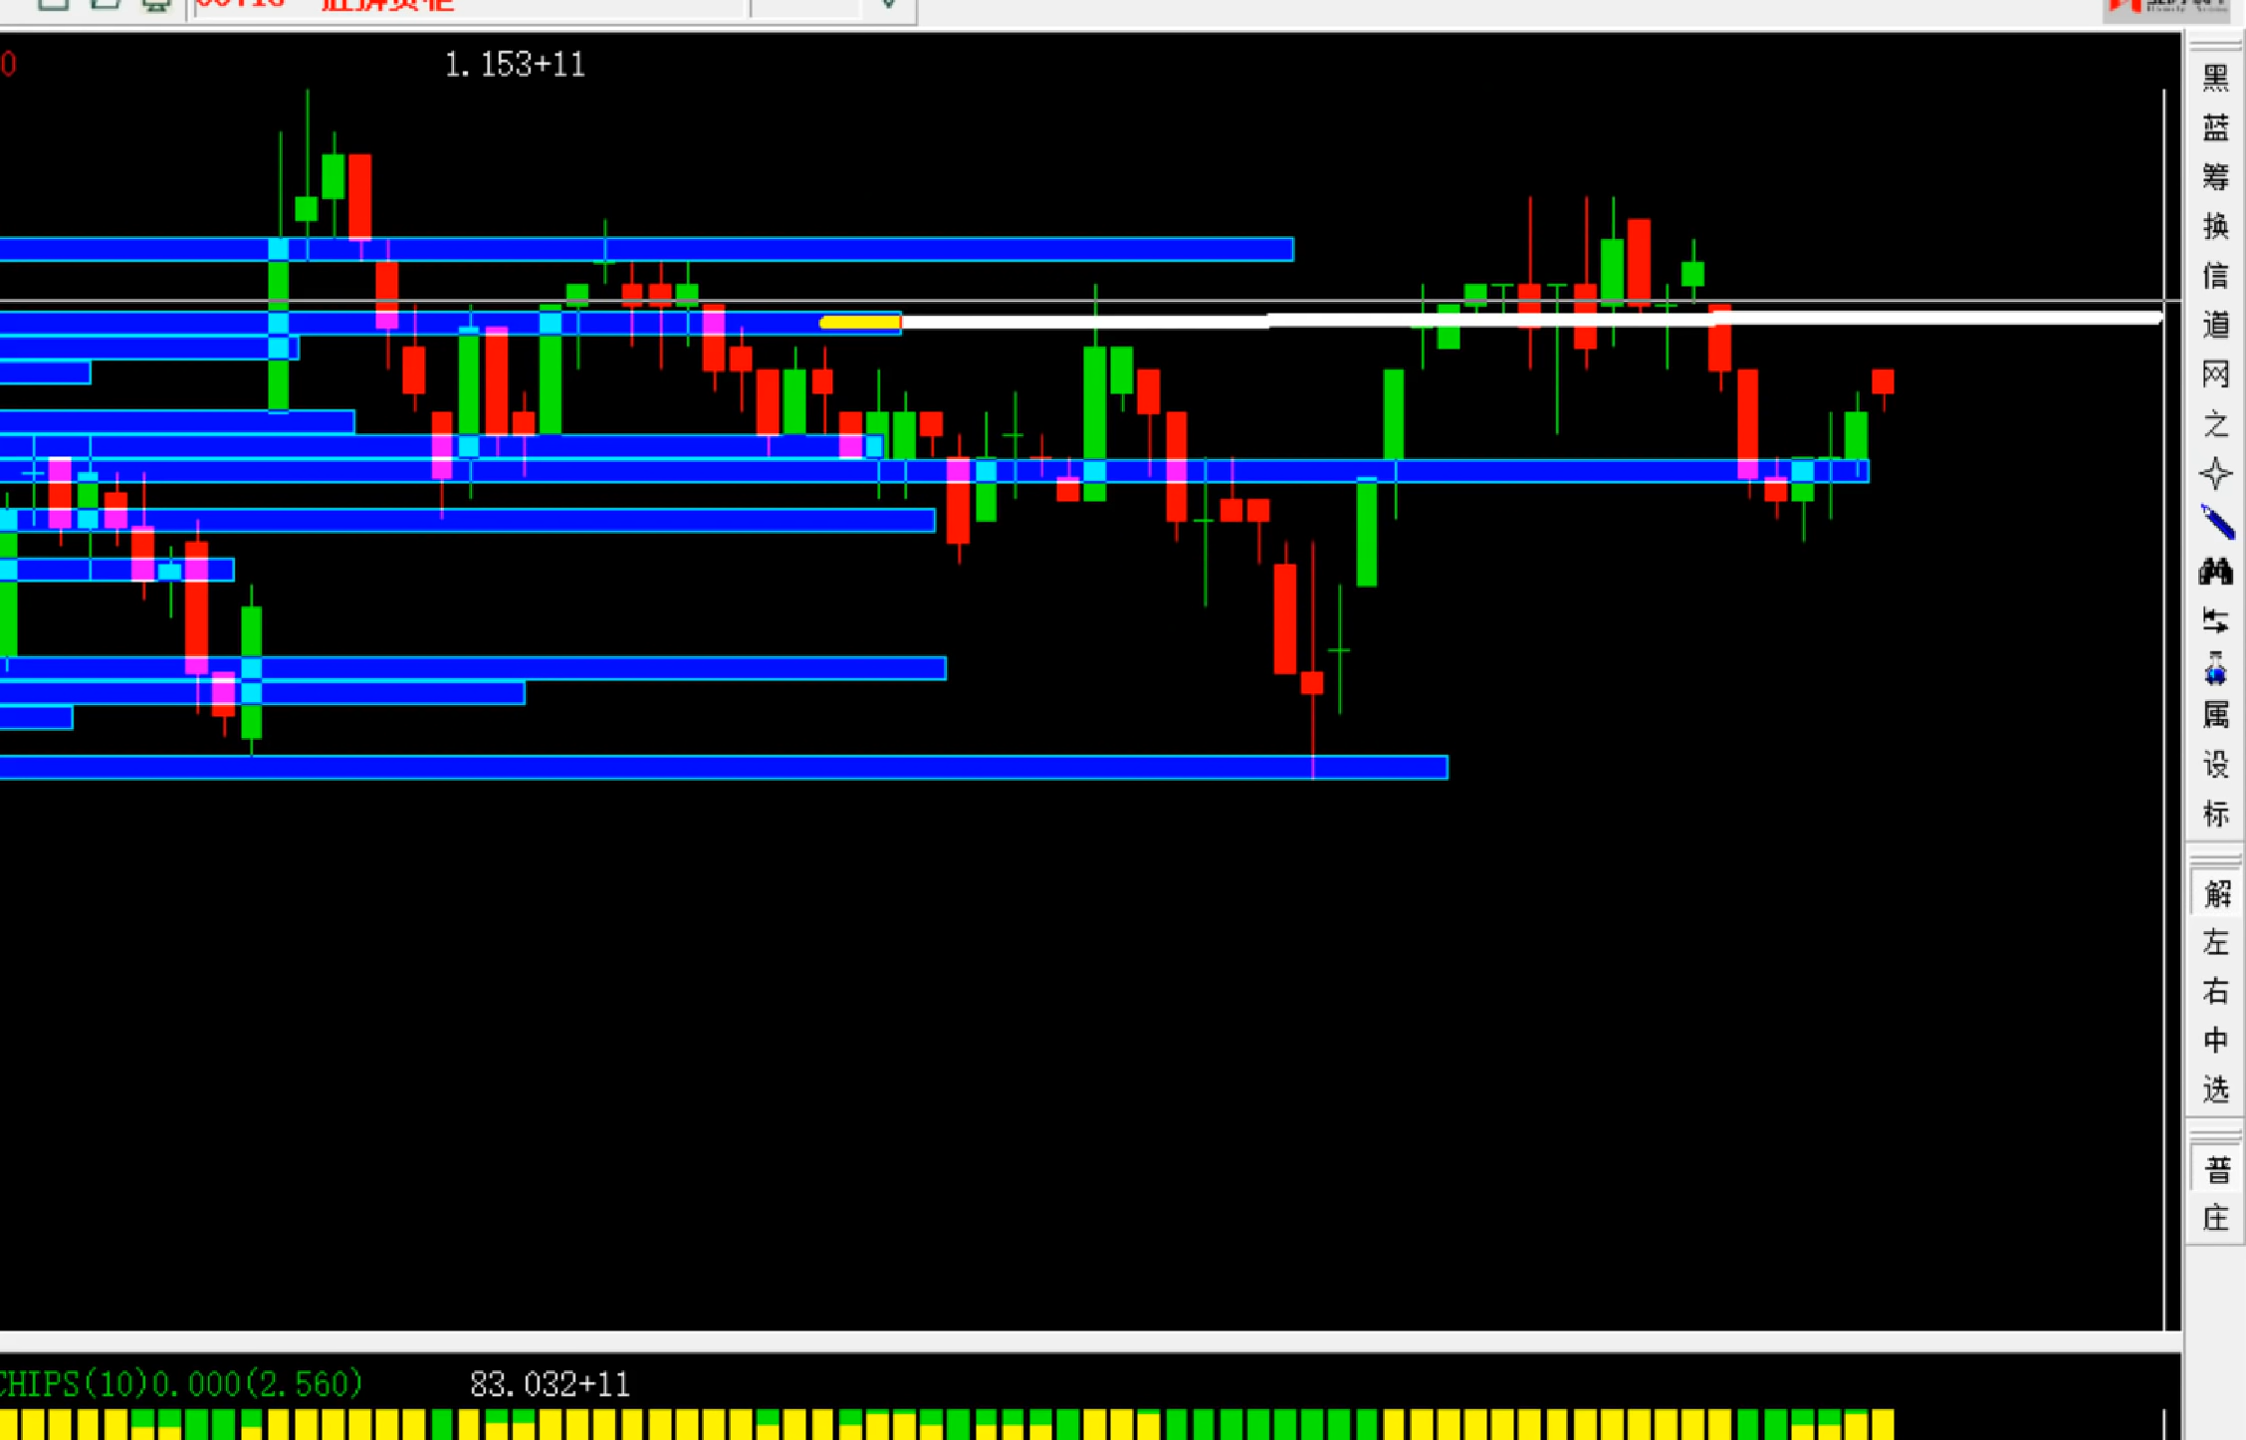 0
1.153+11
黑
蓝
筹
换
信
道
网
之
属
设
标
解
左
右
中
选
普
庄
CHIPS(10)0.000(2.560)
83.032+11